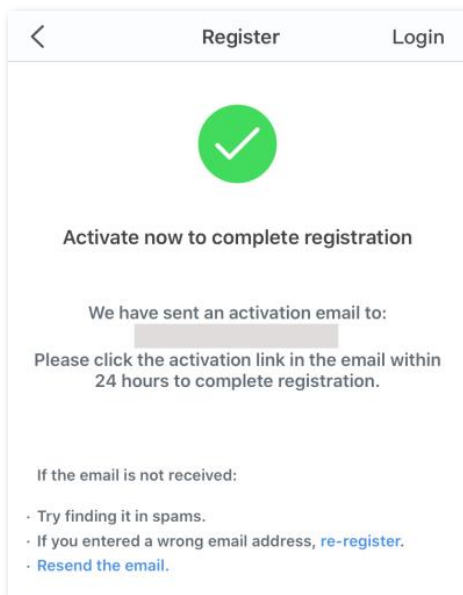 Register
Login
Activate now to complete registration
We have sent an activation email to:
Please click the activation link in the email within
24 hours to complete registration.
If the email is not received:
· Try finding it in spams.
· If you entered a wrong email address, re-register.
· Resend the email.